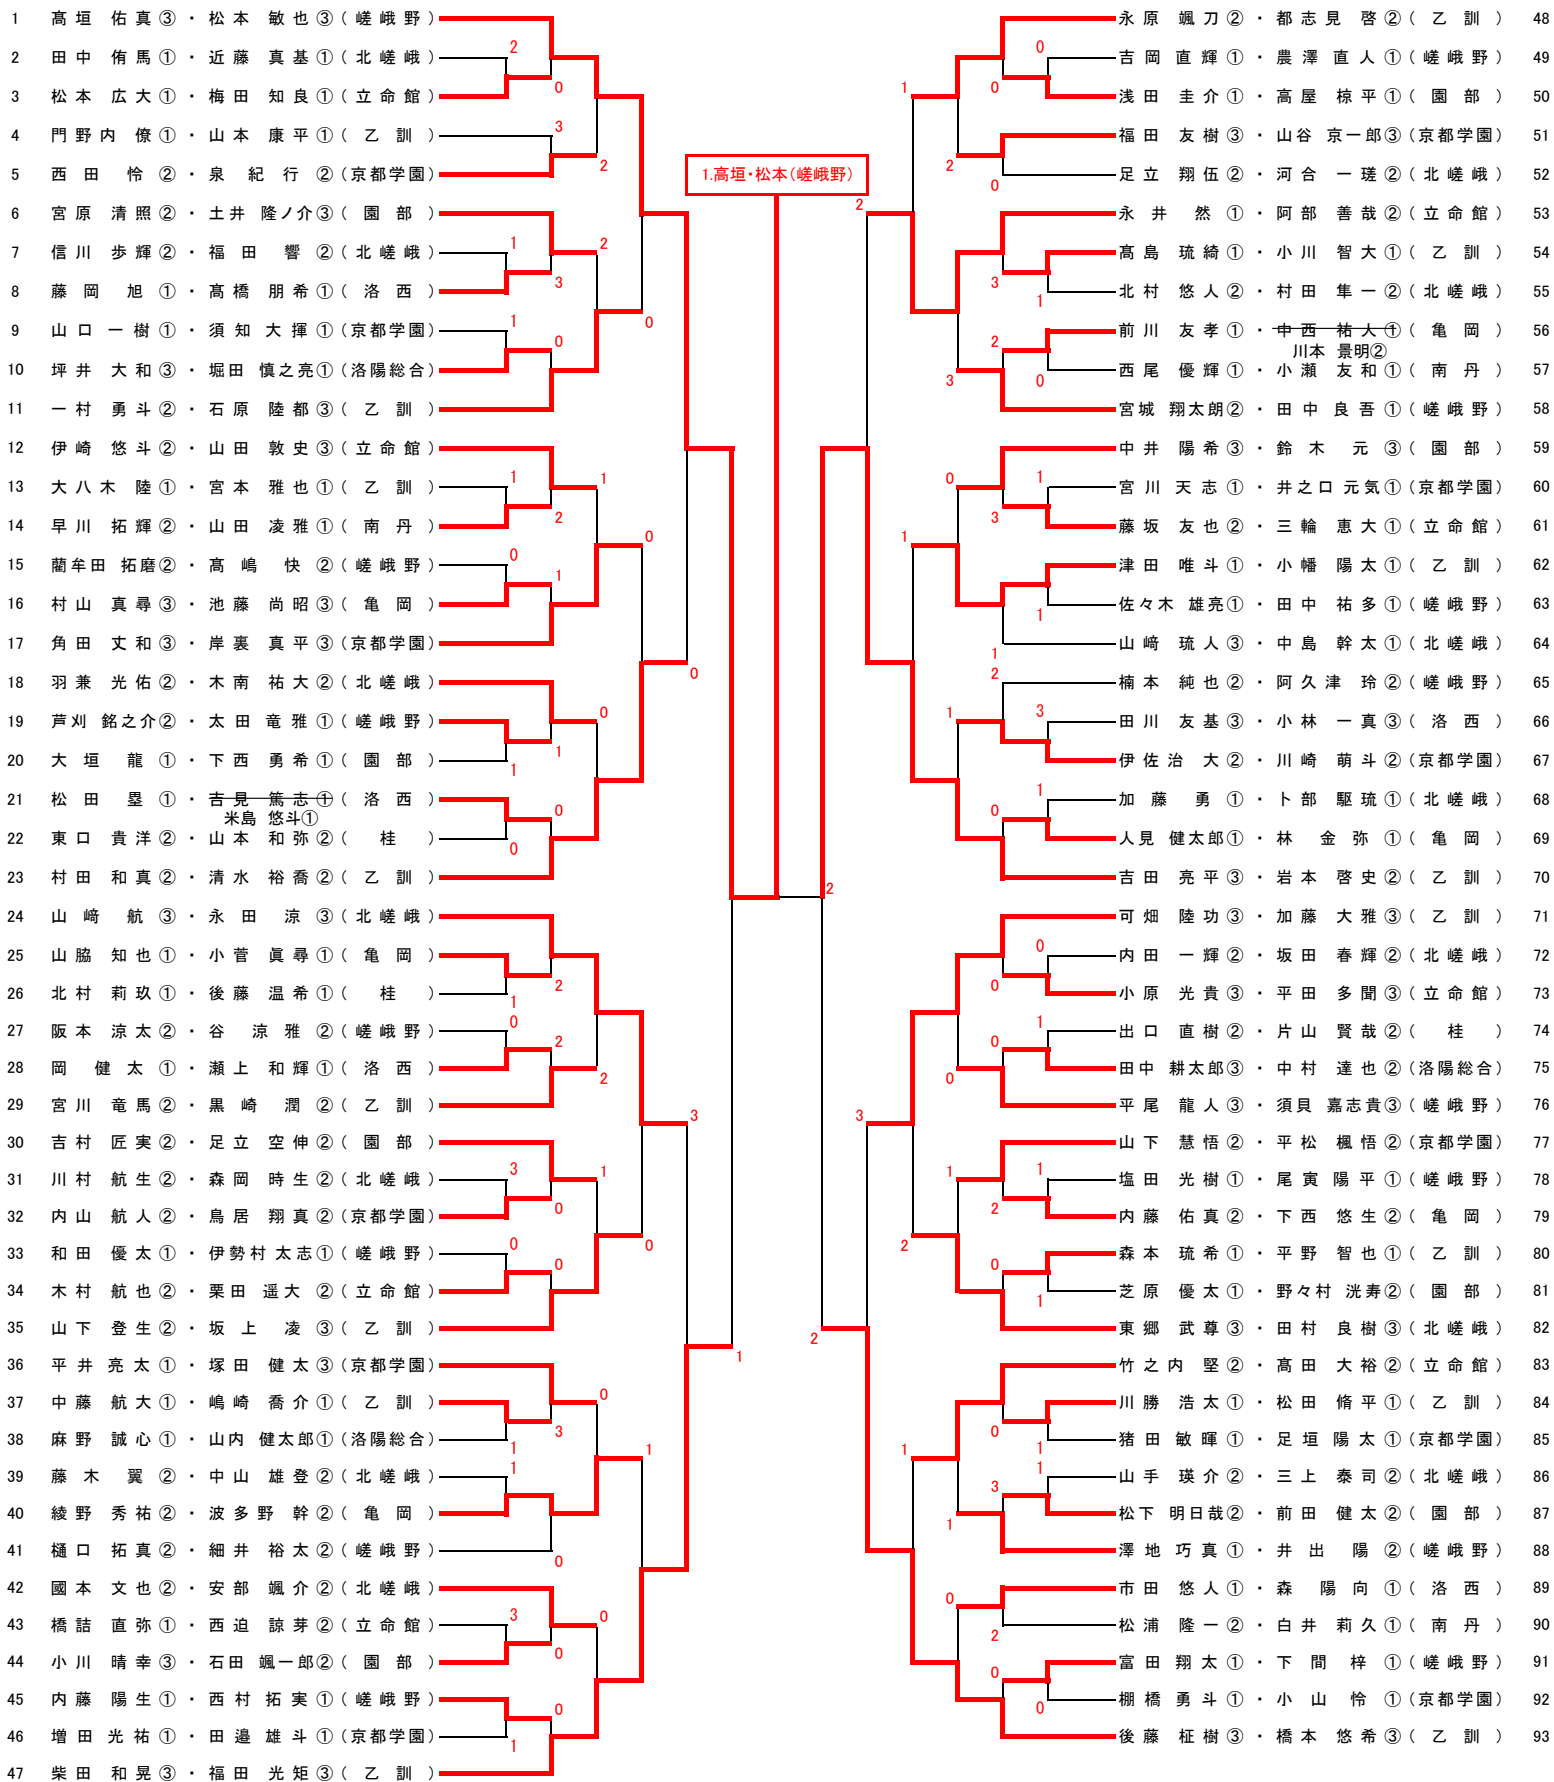 1 髙垣 佑真③・松本 敏也③(嵯峨野)
2 田中 侑馬①・近藤 真基①(北嵯峨)
3 松本 広大①・梅田 知良①(立命館)
4 門野内 僚①・山本 康平①(乙訓)
5 西田 怜②・泉 紀行②(京都学園)
6 宮原 清照②・土井 隆ノ介③(園部)
7 信川 歩輝②・福田 響②(北嵯峨)
8 藤岡 旭①・髙橋 朋希①(洛西)
9 山口 一樹①・須知 大揮①(京都学園)
10 坪井 大和③・堀田 慎之亮①(洛陽総合)
11 一村 勇斗②・石原 陸都③(乙訓)
12 伊崎 悠斗②・山田 敦史③(立命館)
13 大八木 陸①・宮本 雅也①(乙訓)
14 早川 拓輝②・山田 凌雅①(南丹)
15 藺牟田 拓磨②・髙嶋 快②(嵯峨野)
16 村山 真尋③・池藤 尚昭③(亀岡)
17 角田 丈和③・岸裏 真平③(京都学園)
18 羽兼 光佑②・木南 祐大②(北嵯峨)
19 芦刈 銘之介②・太田 竜雅①(嵯峨野)
20 大垣 龍①・下西 勇希①(園部)
21 松田 塁①・吉見 篤志①(洛西)
米島 悠斗①
22 東口 貴洋②・山本 和弥②(桂)
23 村田 和真②・清水 裕喬②(乙訓)
24 山﨑 航③・永田 涼③(北嵯峨)
25 山脇 知也①・小菅 眞尋①(亀岡)
26 北村 莉玖①・後藤 温希①(桂)
27 阪本 涼太②・谷 涼雅②(嵯峨野)
28 岡 健太①・瀬上 和輝①(洛西)
29 宮川 竜馬②・黒崎 潤②(乙訓)
30 吉村 匠実②・足立 空伸②(園部)
31 川村 航生②・森岡 時生②(北嵯峨)
32 内山 航人②・鳥居 翔真②(京都学園)
33 和田 優太①・伊勢村 太志①(嵯峨野)
34 木村 航也②・栗田 遥大②(立命館)
35 山下 登生②・坂上 凌③(乙訓)
36 平井 亮太①・塚田 健太③(京都学園)
37 中藤 航大①・嶋崎 喬介①(乙訓)
38 麻野 誠心①・山内 健太郎①(洛陽総合)
39 藤木 翼②・中山 雄登②(北嵯峨)
40 綾野 秀祐②・波多野 幹②(亀岡)
41 樋口 拓真②・細井 裕太②(嵯峨野)
42 國本 文也②・安部 颯介②(北嵯峨)
43 橋詰 直弥①・西迫 諒芽②(立命館)
44 小川 晴幸③・石田 颯一郎②(園部)
45 内藤 陽生①・西村 拓実①(嵯峨野)
46 増田 光祐①・田邉 雄斗①(京都学園)
47 柴田 和晃③・福田 光矩③(乙訓)
1.高垣・松本(嵯峨野)
永原 颯刀②・都志見 啓②(乙訓) 48
吉岡 直輝①・農澤 直人①(嵯峨野) 49
浅田 圭介①・高屋 椋平①(園部) 50
福田 友樹③・山谷 京一郎③(京都学園) 51
足立 翔伍②・河合 一瑳②(北嵯峨) 52
永井 然①・阿部 善哉②(立命館) 53
髙島 琉綺①・小川 智大①(乙訓) 54
北村 悠人②・村田 隼一②(北嵯峨) 55
前川 友孝①・中西 祐人①(亀岡) 56
川本 景明②
西尾 優輝①・小瀬 友和①(南丹) 57
宮城 翔太朗②・田中 良吾①(嵯峨野) 58
中井 陽希③・鈴木 元③(園部) 59
宮川 天志①・井之口 元気①(京都学園) 60
藤坂 友也②・三輪 恵大①(立命館) 61
津田 唯斗①・小幡 陽太①(乙訓) 62
佐々木 雄亮①・田中 祐多①(嵯峨野) 63
山﨑 琉人③・中島 幹太①(北嵯峨) 64
楠本 純也②・阿久津 玲②(嵯峨野) 65
田川 友基③・小林 一真③(洛西) 66
伊佐治 大②・川崎 萌斗②(京都学園) 67
加藤 勇①・卜部 駆琉①(北嵯峨) 68
人見 健太郎①・林 金弥①(亀岡) 69
吉田 亮平③・岩本 啓史②(乙訓) 70
可畑 陸功③・加藤 大雅③(乙訓) 71
内田 一輝②・坂田 春輝②(北嵯峨) 72
小原 光貴③・平田 多聞③(立命館) 73
出口 直樹②・片山 賢哉②(桂) 74
田中 耕太郎③・中村 達也②(洛陽総合) 75
平尾 龍人③・須貝 嘉志貴③(嵯峨野) 76
山下 慧悟②・平松 楓悟②(京都学園) 77
塩田 光樹①・尾寅 陽平①(嵯峨野) 78
内藤 佑真②・下西 悠生②(亀岡) 79
森本 琉希①・平野 智也①(乙訓) 80
芝原 優太①・野々村 洸寿②(園部) 81
東郷 武尊③・田村 良樹③(北嵯峨) 82
竹之内 堅②・髙田 大裕②(立命館) 83
川勝 浩太①・松田 脩平①(乙訓) 84
猪田 敏暉①・足垣 陽太①(京都学園) 85
山手 瑛介②・三上 泰司②(北嵯峨) 86
松下 明日哉②・前田 健太②(園部) 87
澤地 巧真①・井出 陽②(嵯峨野) 88
市田 悠人①・森 陽向①(洛西) 89
松浦 隆一②・白井 莉久①(南丹) 90
富田 翔太①・下間 梓①(嵯峨野) 91
棚橋 勇斗①・小山 怜①(京都学園) 92
後藤 柾樹③・橋本 悠希③(乙訓) 93